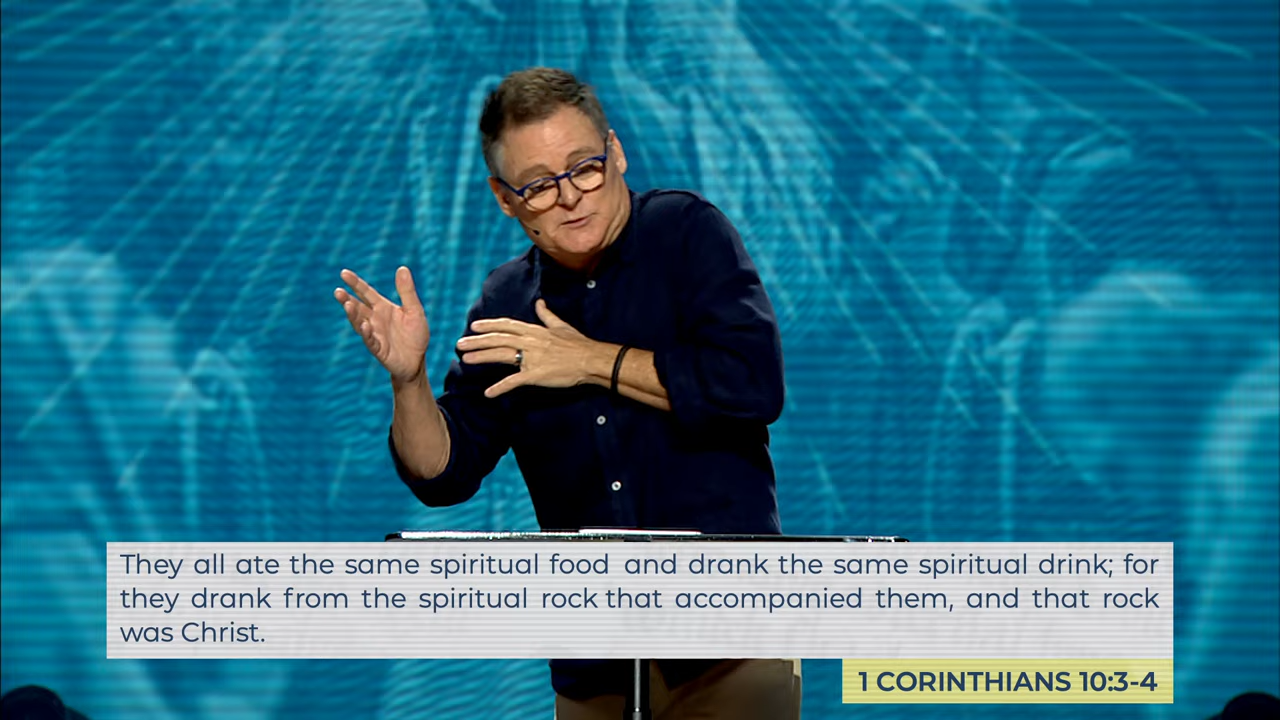 They all ate the same spiritual food and drank the same spiritual drink; for
they drank from the spiritual rock that accompanied them, and that rock
was Christ.
1 CORINTHIANS 10:3-4